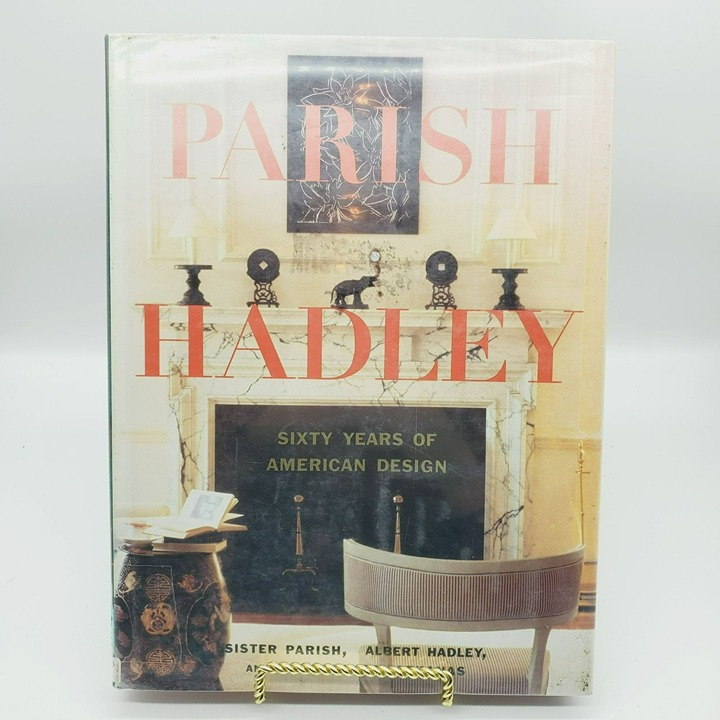 PARISH
HADLEY
SIXTY YEARS OF
AMERICAN DESIGN
SISTER PARISH, ALBERT HADLEY,